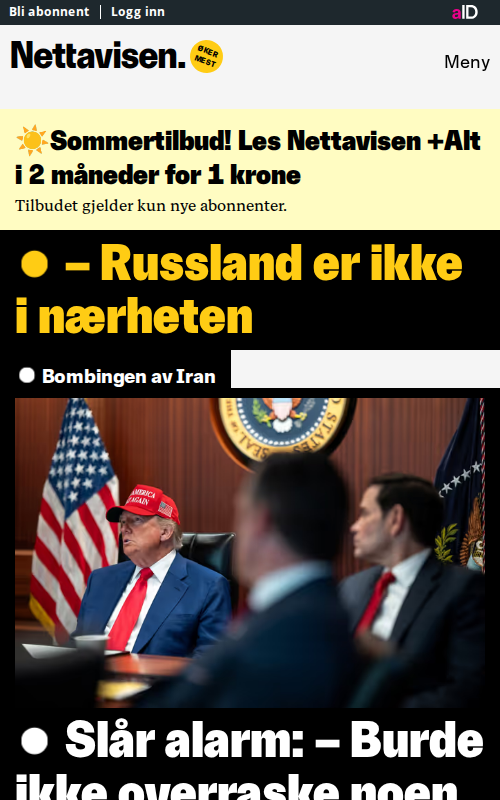 Bli abonnent
Logg inn
aID
Nettavisen.
ØKER
MEST
Meny
☀️Sommertilbud! Les Nettavisen +Alt
i 2 måneder for 1 krone
Tilbudet gjelder kun nye abonnenter.
– Russland er ikke
i nærheten
Bombingen av Iran
AMERICA
AGAIN
STATES
Slår alarm: – Burde
ikke overraske noen